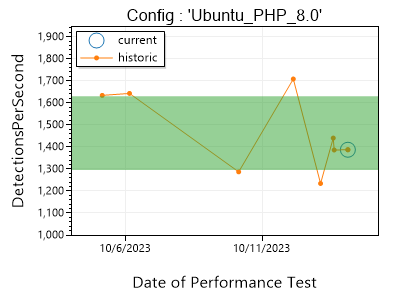 Config : 'Ubuntu_PHP_8.0'
current
historic
DetectionsPerSecond
1,900
1,800
1,700
1,600
1,500
1,400
1,300
1,200
1,100
1,000
10/6/2023 10/11/2023
Date of Performance Test